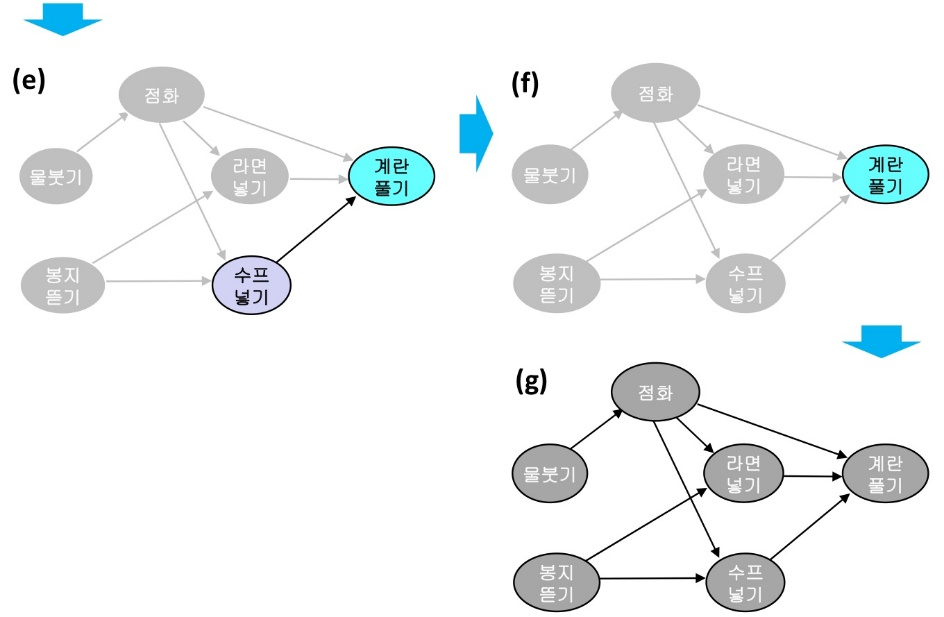 (e)
점화
물붓기
라면
넣기
계란
풀기
봉지
뜯기
수프
넣기
(f)
점화
물붓기
라면
넣기
계란
풀기
봉지
뜯기
수프
넣기
(g)
점화
물붓기
라면
넣기
계란
풀기
봉지
뜯기
수프
넣기